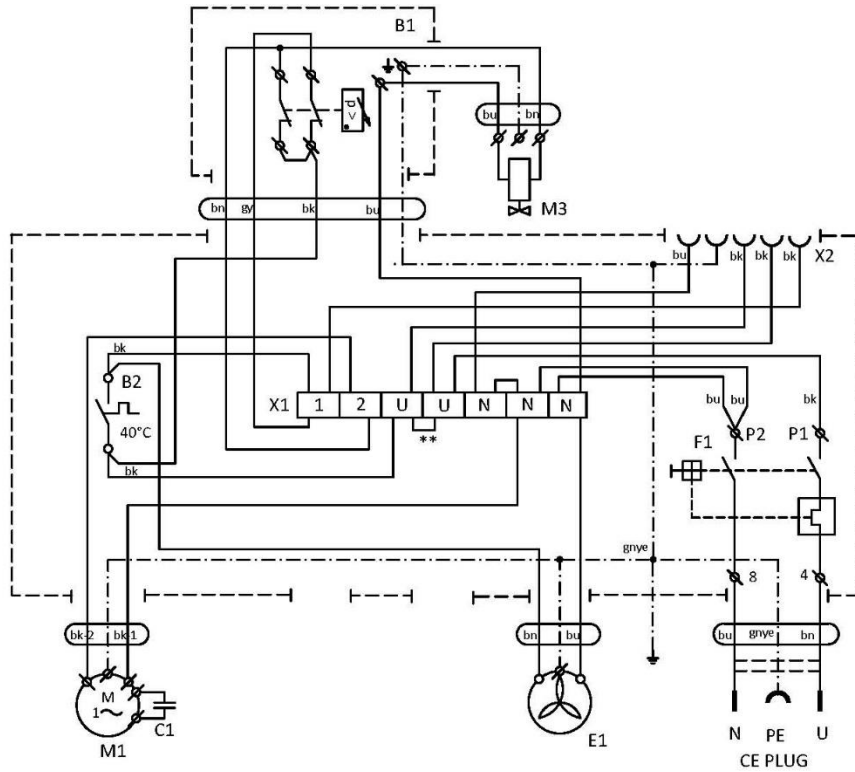 B1
p
<
bu
bn
M3
bn
gy
bk
bu
bu
bk
bk
bk
X2
bk
B2
40°C
X1
1
2
U
U
N
N
N
**
bk
bu
bu
bk
F1
P2
P1
gnye
8
4
bk-2
bk-1
bn
bu
bu
gnye
bn
M
1~
C1
M1
E1
N
PE
U
CE PLUG